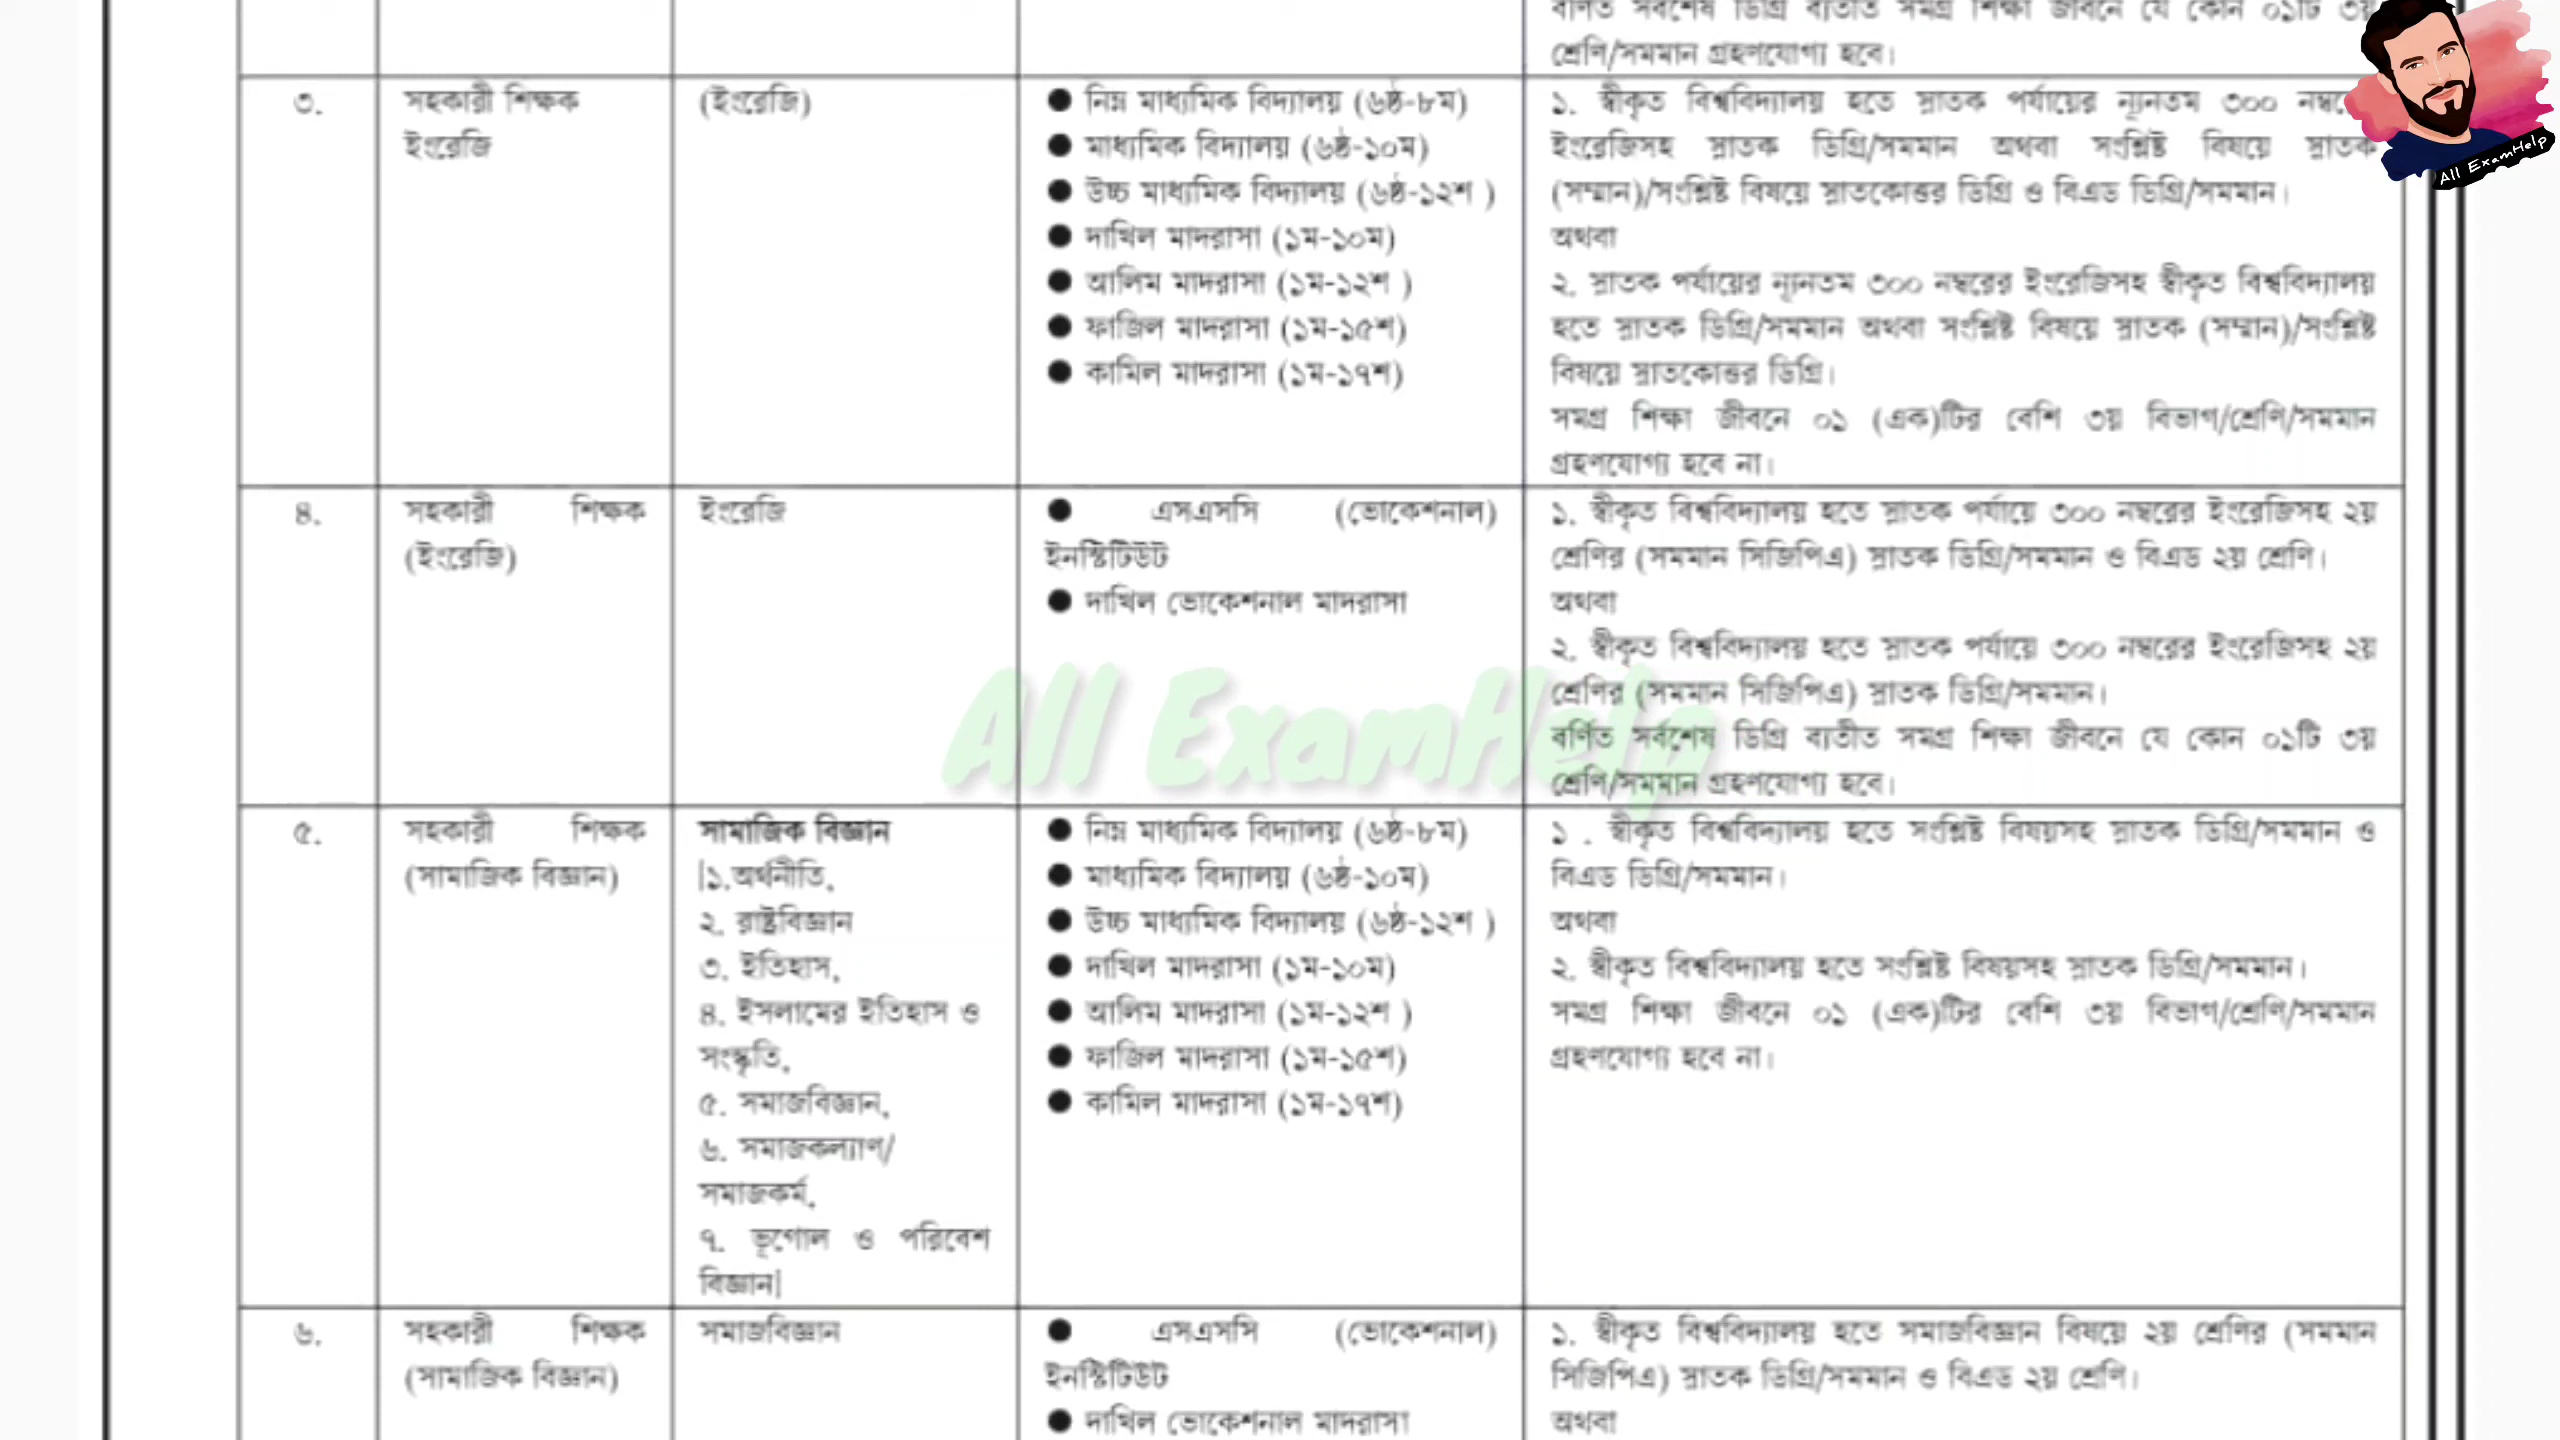 বর্ণিত সর্বশেষ ডিগ্রি ব্যতীত সমগ্র শিক্ষা জীবনে যে কোন ০১টি ৩য়
শ্রেণি/সমমান গ্রহণযোগ্য হবে।
৩.
সহকারী শিক্ষক
ইংরেজি
(ইংরেজি)
● নিম্ন মাধ্যমিক বিদ্যালয় (৬ষ্ঠ-৮ম)
● মাধ্যমিক বিদ্যালয় (৬ষ্ঠ-১০ম)
● উচ্চ মাধ্যমিক বিদ্যালয় (৬ষ্ঠ-১২শ )
● দাখিল মাদরাসা (১ম-১০ম)
● আলিম মাদরাসা (১ম-১২শ )
● ফাজিল মাদরাসা (১ম-১৫শ)
● কামিল মাদরাসা (১ম-১৭শ)
১. স্বীকৃত বিশ্ববিদ্যালয় হতে স্নাতক পর্যায়ের ন্যূনতম ৩০০
ইংরেজিসহ স্নাতক ডিগ্রি/সমমান অথবা সংশ্লিষ্ট বিষয়ে স্নাতক
(সম্মান)/সংশ্লিষ্ট বিষয়ে স্নাতকোত্তর ডিগ্রি ও বিএড ডিগ্রি/সমমান।
অথবা
২. স্নাতক পর্যায়ের ন্যূনতম ৩০০ নম্বরের ইংরেজিসহ স্বীকৃত বিশ্ববিদ্যালয়
হতে স্নাতক ডিগ্রি/সমমান অথবা সংশ্লিষ্ট বিষয়ে স্নাতক (সম্মান)/সংশ্লিষ্ট
বিষয়ে স্নাতকোত্তর ডিগ্রি।
সমগ্র শিক্ষা জীবনে ০১ (এক)টির বেশি ৩য় বিভাগ/শ্রেণি/সমমান
গ্রহণযোগ্য হবে না।
All ExamHelp
৪.
সহকারী শিক্ষক
(ইংরেজি)
ইংরেজি
● এসএসসি (ভোকেশনাল)
ইনস্টিটিউট
● দাখিল ভোকেশনাল মাদরাসা
১. স্বীকৃত বিশ্ববিদ্যালয় হতে স্নাতক পর্যায়ে ৩০০ নম্বরের ইংরেজিসহ ২য়
শ্রেণির (সমমান সিজিপিএ) স্নাতক ডিগ্রি/সমমান ও বিএড ২য় শ্রেণি।
অথবা
২. স্বীকৃত বিশ্ববিদ্যালয় হতে স্নাতক পর্যায়ে ৩০০ নম্বরের ইংরেজিসহ ২য়
শ্রেণির (সমমান সিজিপিএ) স্নাতক ডিগ্রি/সমমান।
বর্ণিত সর্বশেষ ডিগ্রি ব্যতীত সমগ্র শিক্ষা জীবনে যে কোন ০১টি ৩য়
শ্রেণি/সমমান গ্রহণযোগ্য হবে।
All ExamHelp
৫.
সহকারী শিক্ষক
(সামাজিক বিজ্ঞান)
সামাজিক বিজ্ঞান
[১.অর্থনীতি,
২. রাষ্ট্রবিজ্ঞান
৩. ইতিহাস,
৪. ইসলামের ইতিহাস ও
সংস্কৃতি,
৫. সমাজবিজ্ঞান,
৬. সমাজকল্যাণ/
সমাজকর্ম,
৭. ভূগোল ও পরিবেশ
বিজ্ঞান]
● নিম্ন মাধ্যমিক বিদ্যালয় (৬ষ্ঠ-৮ম)
● মাধ্যমিক বিদ্যালয় (৬ষ্ঠ-১০ম)
● উচ্চ মাধ্যমিক বিদ্যালয় (৬ষ্ঠ-১২শ )
● দাখিল মাদরাসা (১ম-১০ম)
● আলিম মাদরাসা (১ম-১২শ )
● ফাজিল মাদরাসা (১ম-১৫শ)
● কামিল মাদরাসা (১ম-১৭শ)
১ . স্বীকৃত বিশ্ববিদ্যালয় হতে সংশ্লিষ্ট বিষয়সহ স্নাতক ডিগ্রি/সমমান ও
বিএড ডিগ্রি/সমমান।
অথবা
২. স্বীকৃত বিশ্ববিদ্যালয় হতে সংশ্লিষ্ট বিষয়সহ স্নাতক ডিগ্রি/সমমান।
সমগ্র শিক্ষা জীবনে ০১ (এক)টির বেশি ৩য় বিভাগ/শ্রেণি/সমমান
গ্রহণযোগ্য হবে না।
৬.
সহকারী শিক্ষক
(সামাজিক বিজ্ঞান)
সমাজবিজ্ঞান
● এসএসসি (ভোকেশনাল)
ইনস্টিটিউট
● দাখিল ভোকেশনাল মাদরাসা
১. স্বীকৃত বিশ্ববিদ্যালয় হতে সমাজবিজ্ঞান বিষয়ে ২য় শ্রেণির (সমমান
সিজিপিএ) স্নাতক ডিগ্রি/সমমান ও বিএড ২য় শ্রেণি।
অথবা